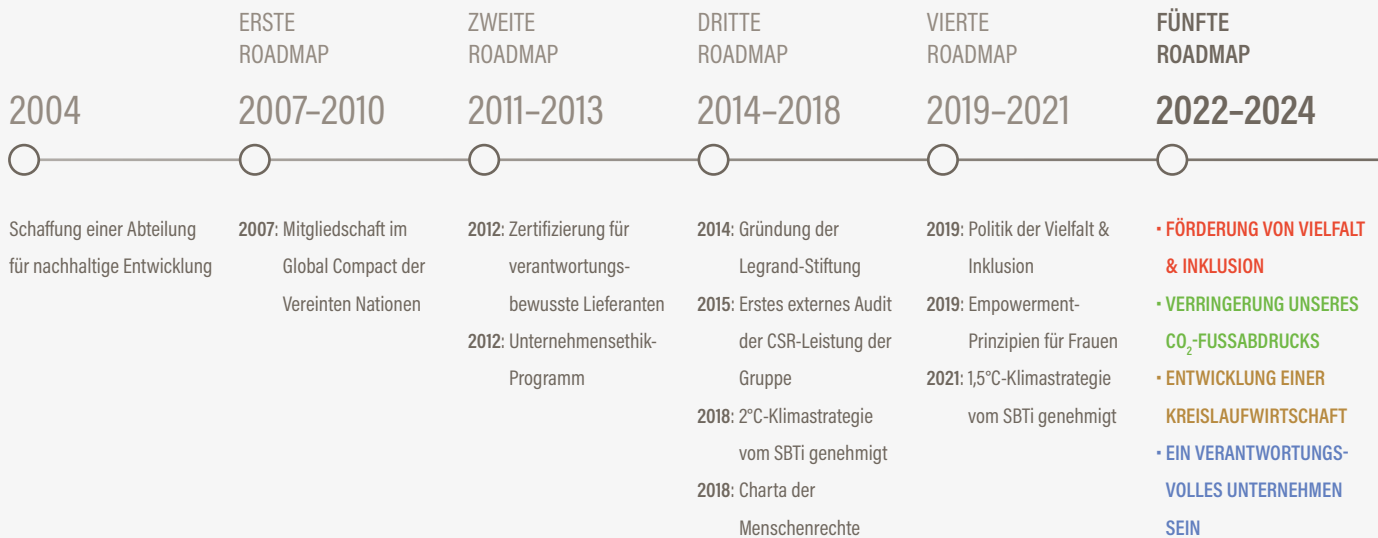 2004
Schaffung einer Abteilung
für nachhaltige Entwicklung
ERSTE
ROADMAP
2007–2010
2007: Mitgliedschaft im
Global Compact der
Vereinten Nationen
ZWEITE
ROADMAP
2011–2013
2012: Zertifizierung für
verantwortungs-
bewusste Lieferanten
2012: Unternehmensethik-
Programm
DRITTE
ROADMAP
2014–2018
2014: Gründung der
Legrand-Stiftung
2015: Erstes externes Audit
der CSR-Leistung der
Gruppe
2018: 2°C-Klimastrategie
vom SBTi genehmigt
2018: Charta der
Menschenrechte
VIERTE
ROADMAP
2019–2021
2019: Politik der Vielfalt &
Inklusion
2019: Empowerment-
Prinzipien für Frauen
2021: 1,5°C-Klimastrategie
vom SBTi genehmigt
FÜNFTE
ROADMAP
2022–2024
• FÖRDERUNG VON VIELFALT
& INKLUSION
• VERRINGERUNG UNSERES
CO₂-FUSSABDRUCKS
• ENTWICKLUNG EINER
KREISLAUFWIRTSCHAFT
• EIN VERANTWORTUNGS-
VOLLES UNTERNEHMEN
SEIN